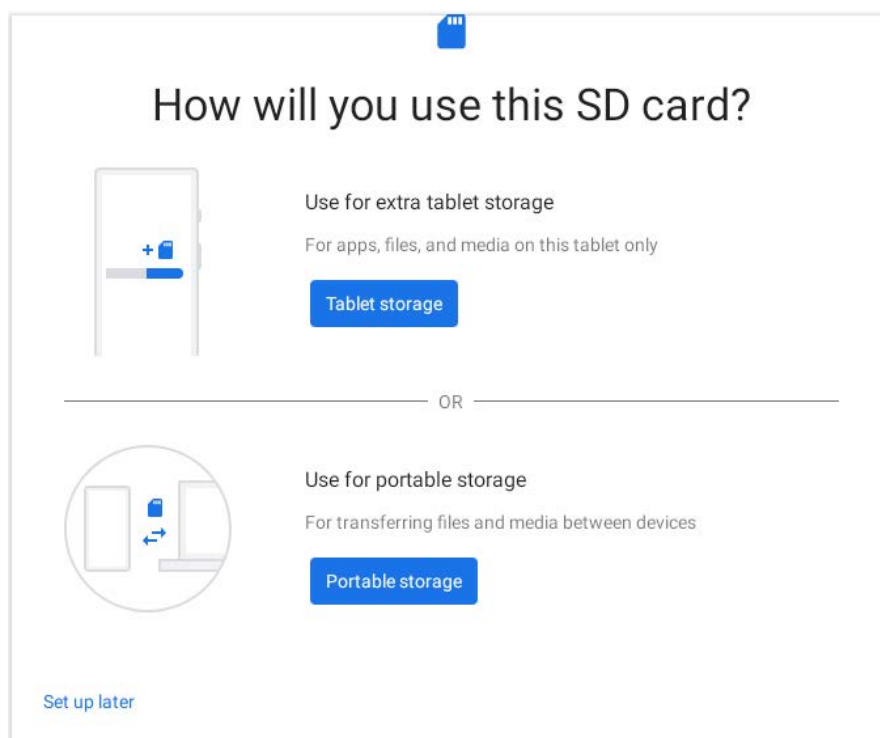 How will you use this SD card?
Use for extra tablet storage
For apps, files, and media on this tablet only
Tablet storage
OR
Use for portable storage
For transferring files and media between devices
Portable storage
Set up later